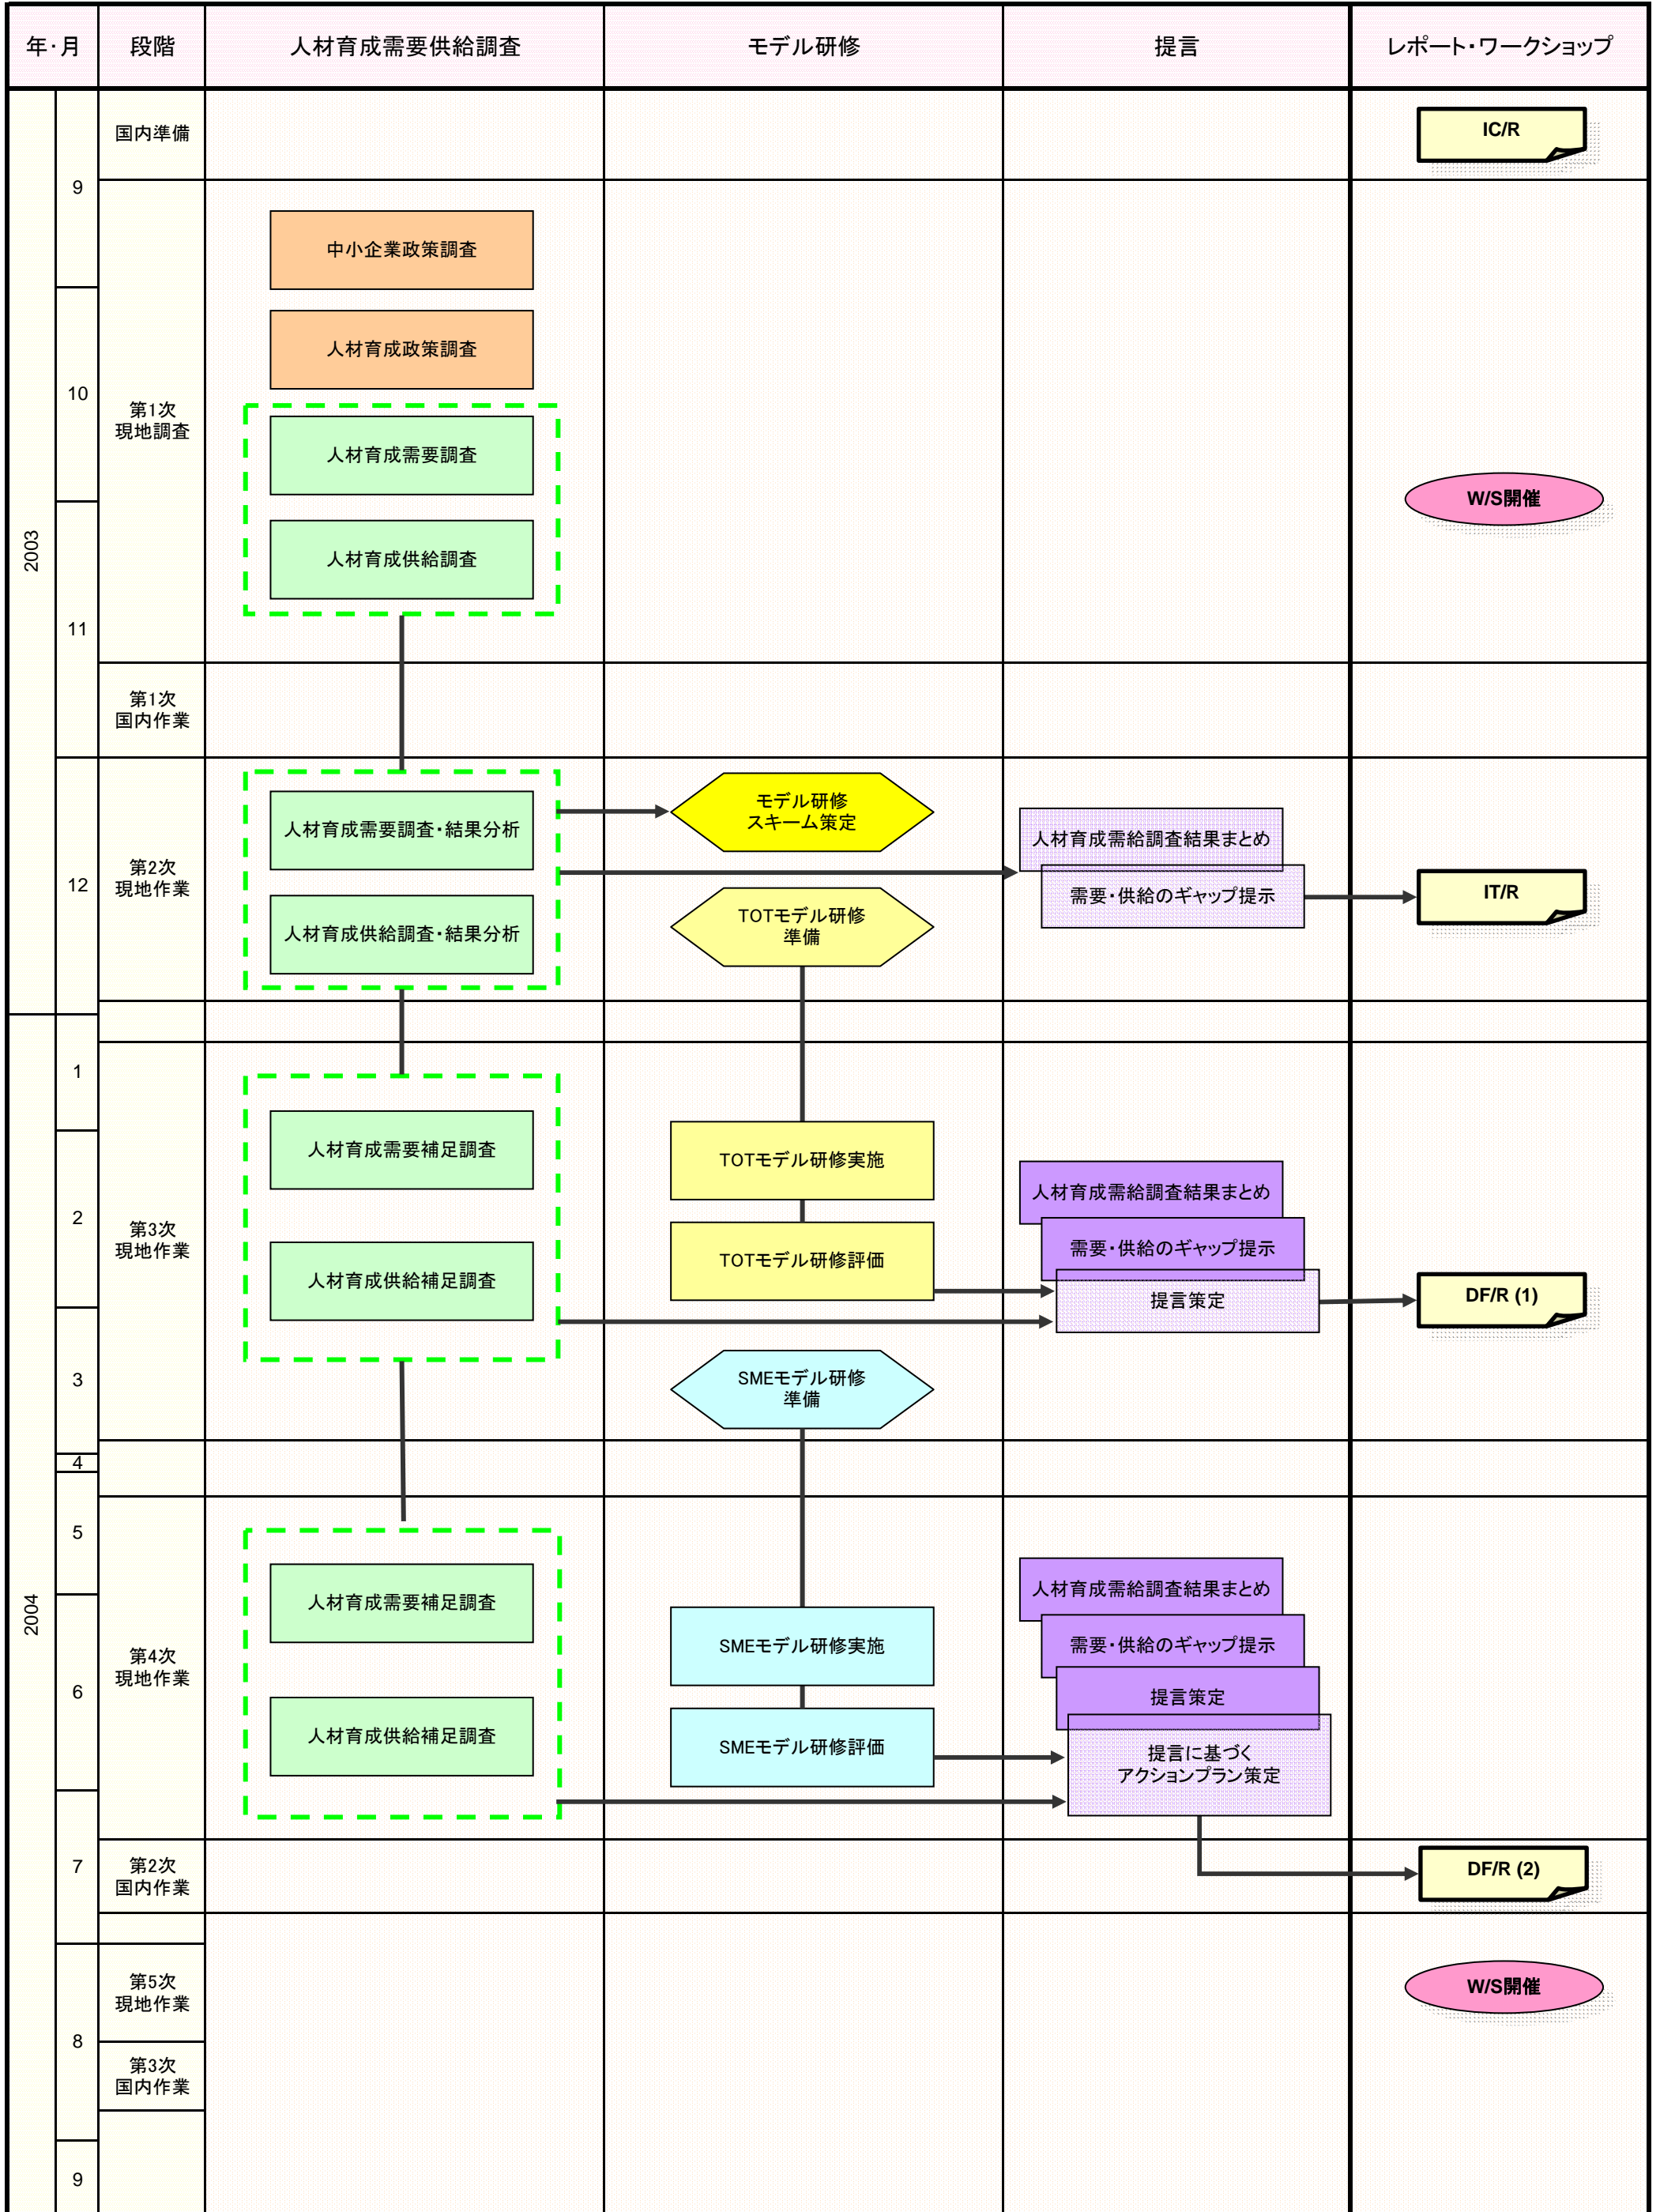 年・月
段階
人材育成需要供給調査
モデル研修
提言
レポート・ワークショップ
2003
9
国内準備
IC/R
中小企業政策調査
人材育成政策調査
10
第1次
現地調査
人材育成需要調査
W/S開催
人材育成供給調査
11
第1次
国内作業
12
第2次
現地作業
人材育成需要調査・結果分析
人材育成供給調査・結果分析
モデル研修
スキーム策定
TOTモデル研修
準備
人材育成需給調査結果まとめ
需要・供給のギャップ提示
IT/R
2004
1
2
3
第3次
現地作業
人材育成需要補足調査
人材育成供給補足調査
TOTモデル研修実施
TOTモデル研修評価
SMEモデル研修
準備
人材育成需給調査結果まとめ
需要・供給のギャップ提示
提言策定
DF/R (1)
4
5
6
第4次
現地作業
人材育成需要補足調査
人材育成供給補足調査
SMEモデル研修実施
SMEモデル研修評価
人材育成需給調査結果まとめ
需要・供給のギャップ提示
提言策定
提言に基づく
アクションプラン策定
7
第2次
国内作業
DF/R (2)
8
第5次
現地作業
W/S開催
第3次
国内作業
9